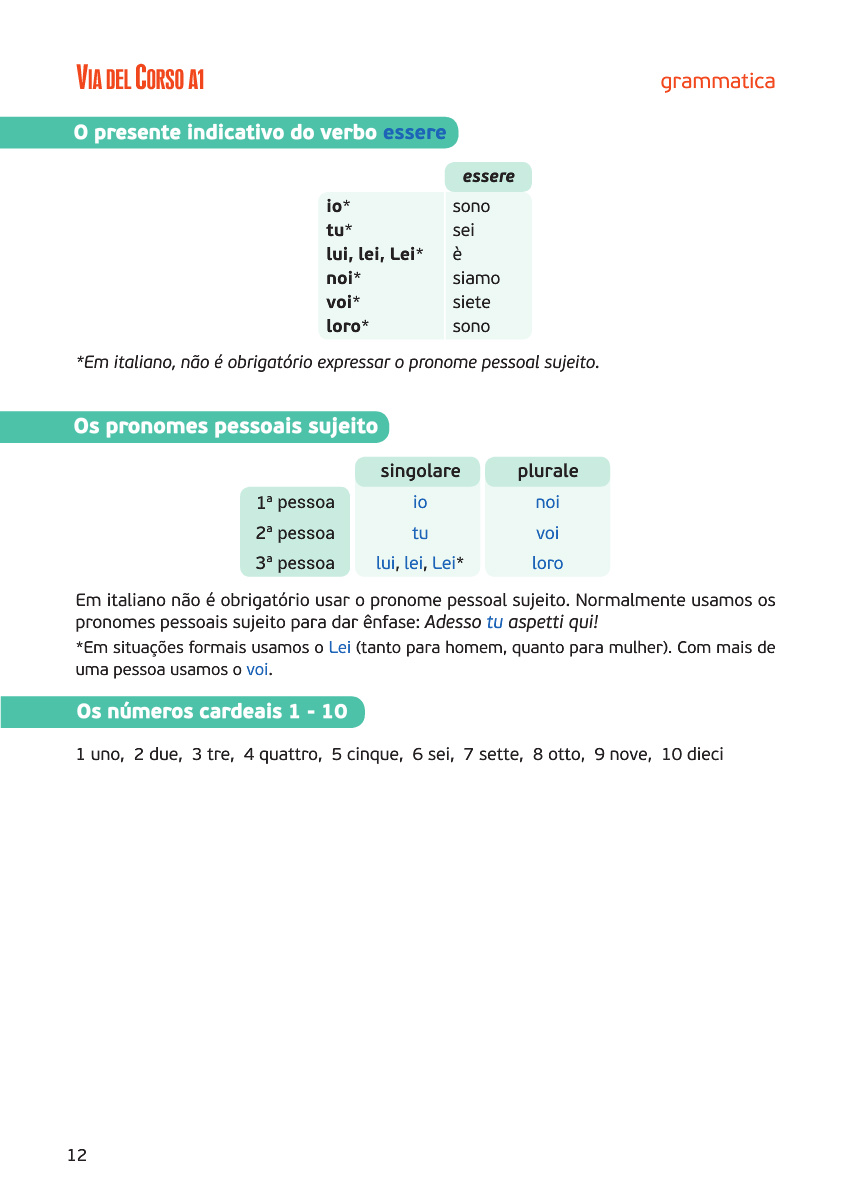 VIA DEL CORSO A1
grammatica
O presente indicativo do verbo essere
essere
io* sono
tu* sei
lui, lei, Lei* è
noi* siamo
voi* siete
loro* sono
*Em italiano, não é obrigatório expressar o pronome pessoal sujeito.
Os pronomes pessoais sujeito
singolare plurale
1ª pessoa io noi
2ª pessoa tu voi
3ª pessoa lui, lei, Lei* loro
Em italiano não é obrigatório usar o pronome pessoal sujeito. Normalmente usamos os
pronomes pessoais sujeito para dar ênfase: Adesso tu aspetti qui!
*Em situações formais usamos o Lei (tanto para homem, quanto para mulher). Com mais de
uma pessoa usamos o voi.
Os números cardeais 1 - 10
1 uno, 2 due, 3 tre, 4 quattro, 5 cinque, 6 sei, 7 sette, 8 otto, 9 nove, 10 dieci
12